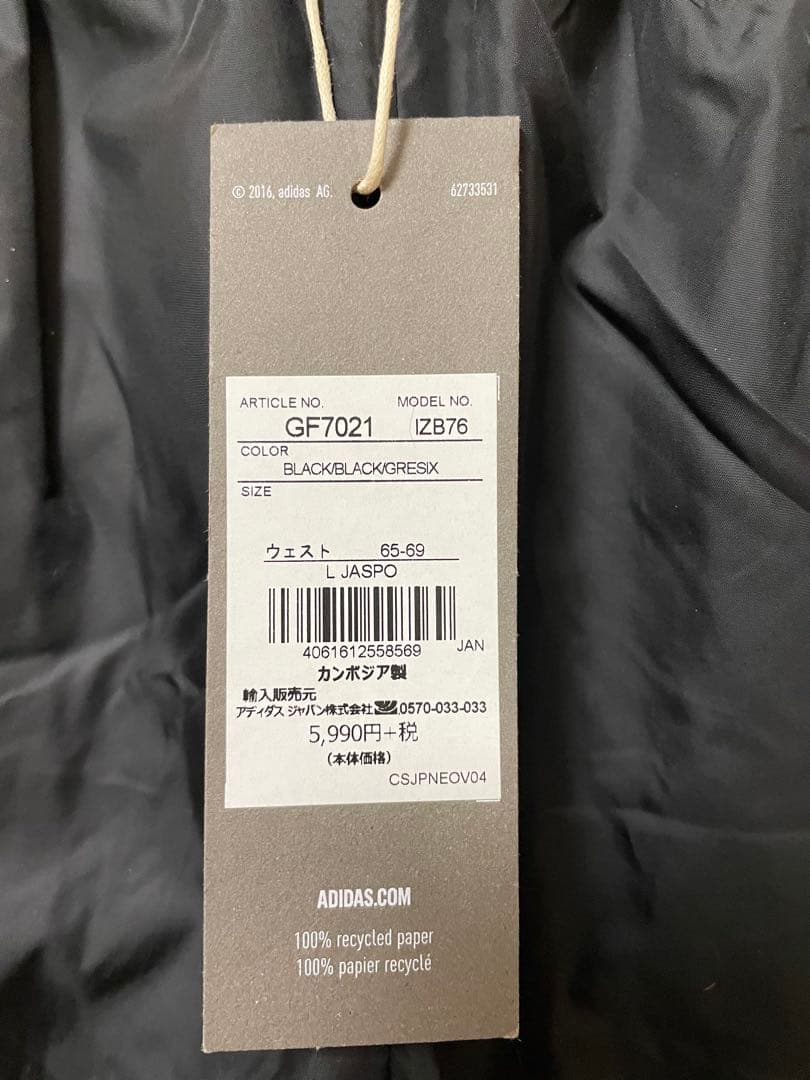 © 2016, adidas AG. 62733531
ARTICLE NO. MODEL NO.
GF7021 IZB76
COLOR
BLACK/BLACK/GRESIX
SIZE
ウェスト 65-69
L JASPO
4061612558569 JAN
カンボジア製
輸入販売元
アディダス ジャパン株式会社 0570-033-033
5,990円+税
(本体価格)
CSJPNEOV04
ADIDAS.COM
100% recycled paper
100% papier recyclé